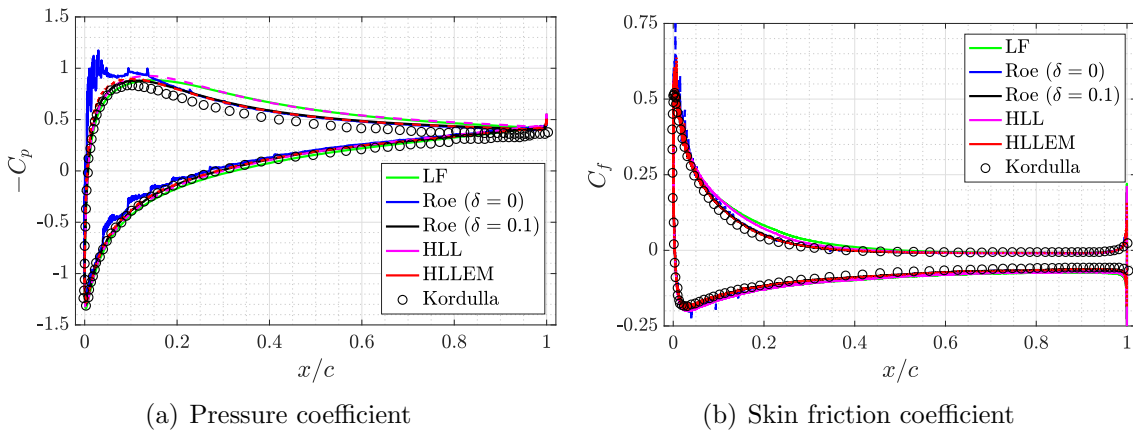 1.5
1
0.5
0
-0.5
-1
-1.5
−C_p
0 0.2 0.4 0.6 0.8 1
x/c
LF
Roe (δ = 0)
Roe (δ = 0.1)
HLL
HLLEM
Kordulla
(a) Pressure coefficient
0.75
0.5
0.25
0
-0.25
C_f
0 0.2 0.4 0.6 0.8 1
x/c
LF
Roe (δ = 0)
Roe (δ = 0.1)
HLL
HLLEM
Kordulla
(b) Skin friction coefficient